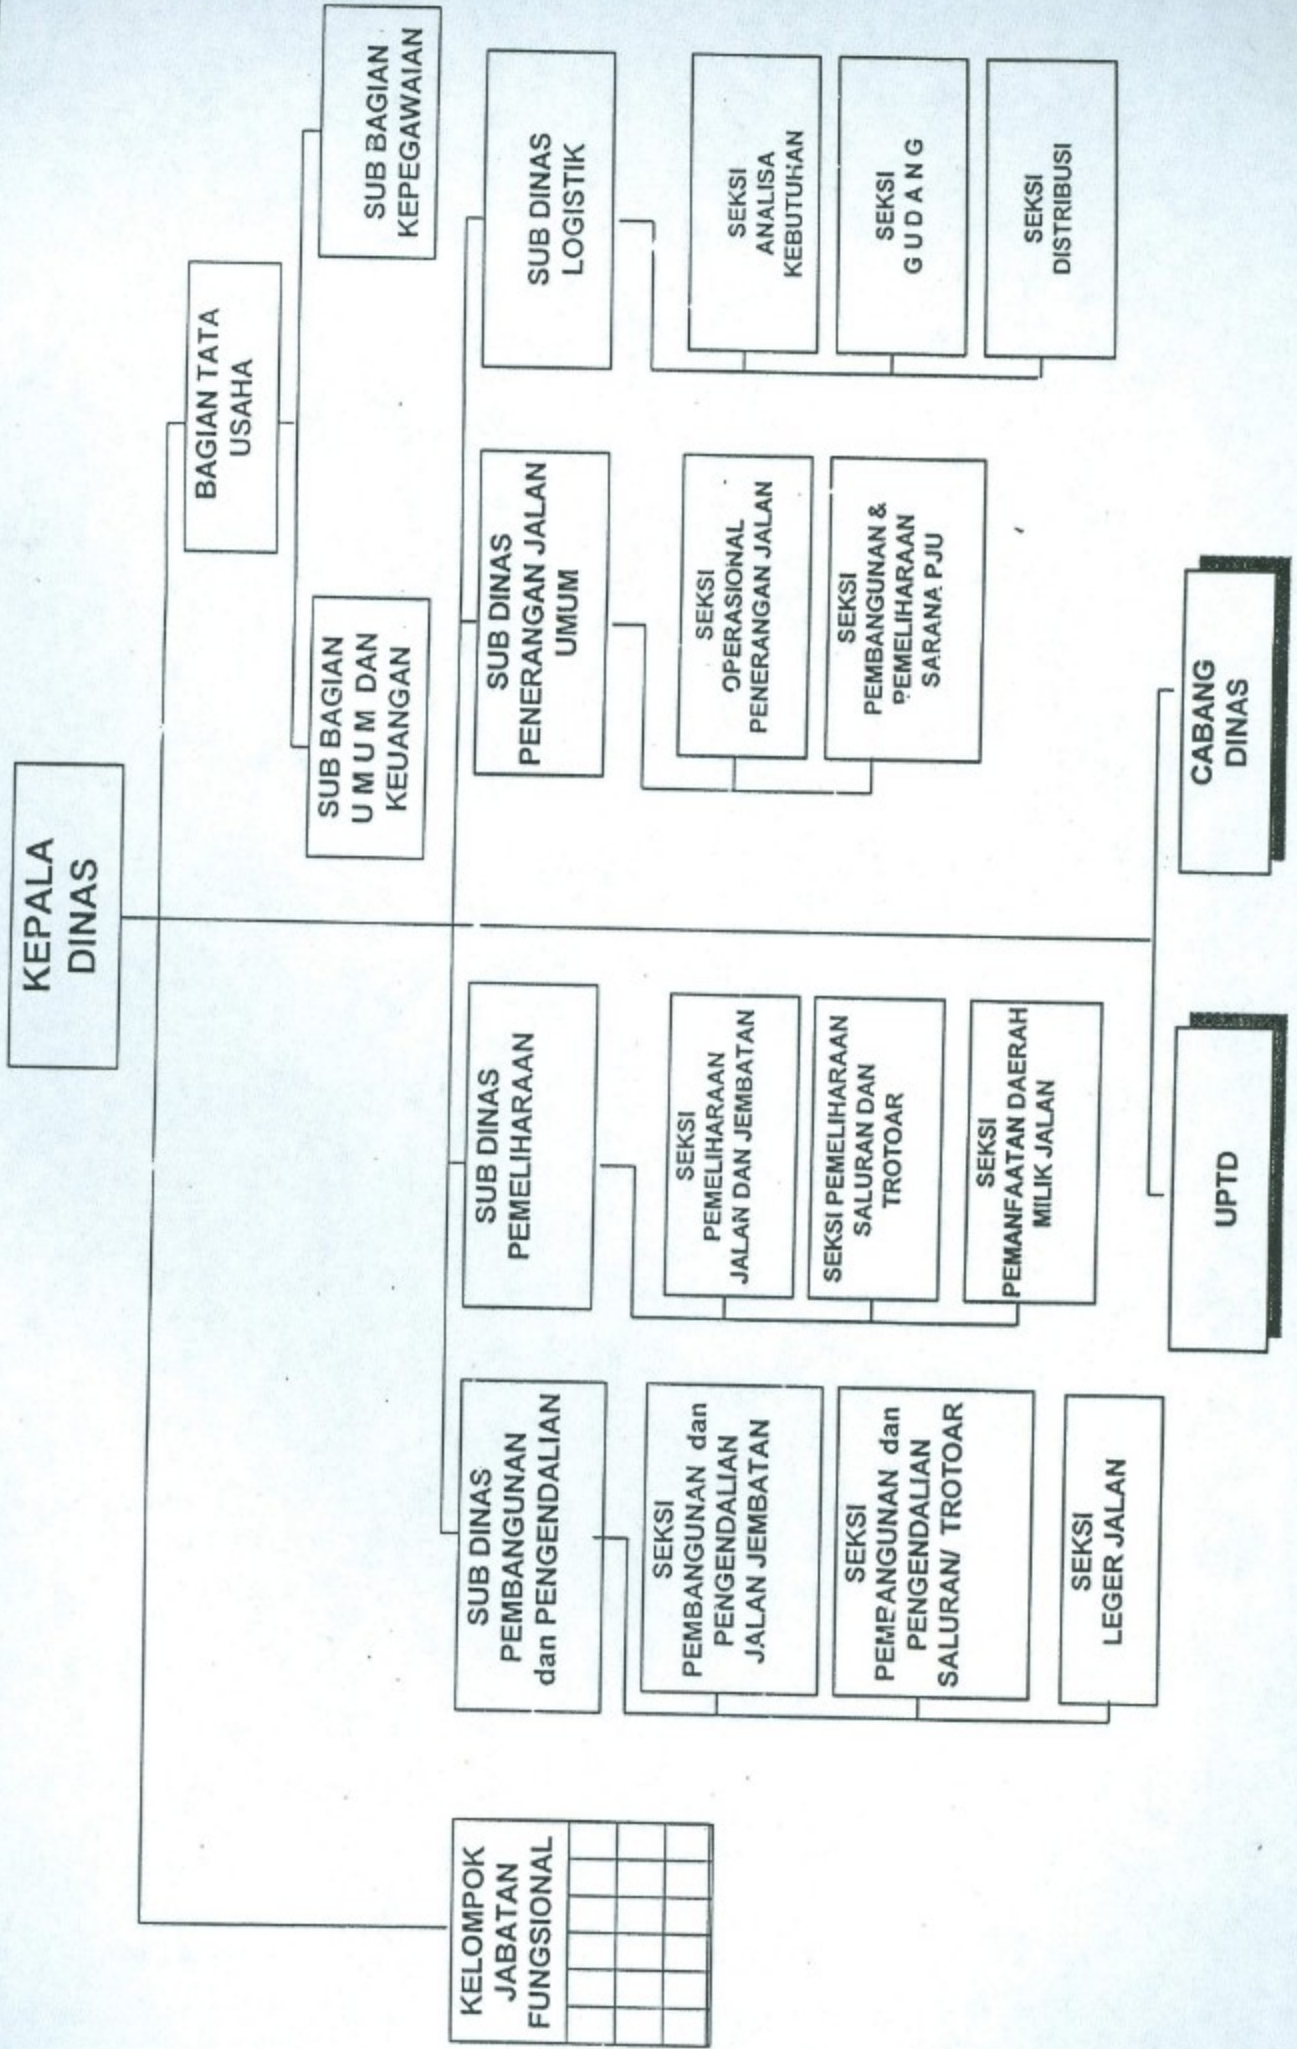 KEPALA
DINAS
BAGIAN TATA
USAHA
SUB BAGIAN
U M U M DAN
KEUANGAN
SUB BAGIAN
KEPEGAWAIAN
KELOMPOK
JABATAN
FUNGSIONAL
SUB DINAS
PEMBANGUNAN
dan PENGENDALIAN
SEKSI
PEMBANGUNAN dan
PENGENDALIAN
JALAN JEMBATAN
SEKSI
PEMBANGUNAN dan
PENGENDALIAN
SALURAN/ TROTOAR
SEKSI
LEGER JALAN
SUB DINAS
PEMELIHARAAN
SEKSI
PEMELIHARAAN
JALAN DAN JEMBATAN
SEKSI PEMELIHARAAN
SALURAN DAN
TROTOAR
SEKSI
PEMANFAATAN DAERAH
MILIK JALAN
SUB DINAS
PENERANGAN JALAN
UMUM
SEKSI
OPERASIONAL
PENERANGAN JALAN
SEKSI
PEMBANGUNAN &
PEMELIHARAAN
SARANA PJU
SUB DINAS
LOGISTIK
SEKSI
ANALISA
KEBUTUHAN
SEKSI
G U D A N G
SEKSI
DISTRIBUSI
UPTD
CABANG
DINAS